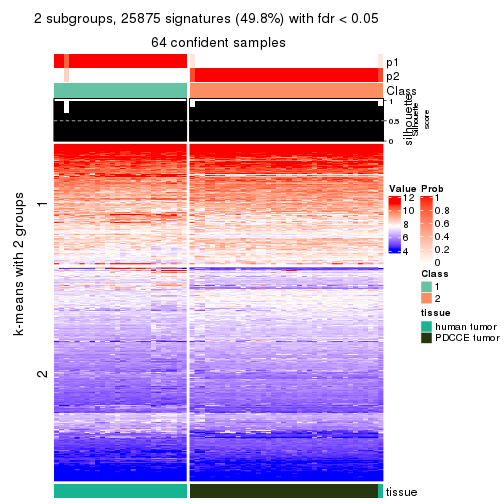 2 subgroups, 25875 signatures (49.8%) with fdr < 0.05
64 confident samples
p1
p2
Class
1
0.5
0
silhouette
Silhouette
score
k-means with 2 groups
1
2
Value
12
10
8
6
4
Prob
1
0.8
0.6
0.4
0.2
0
Class
1
2
tissue
human tumor
PDCCE tumor
tissue